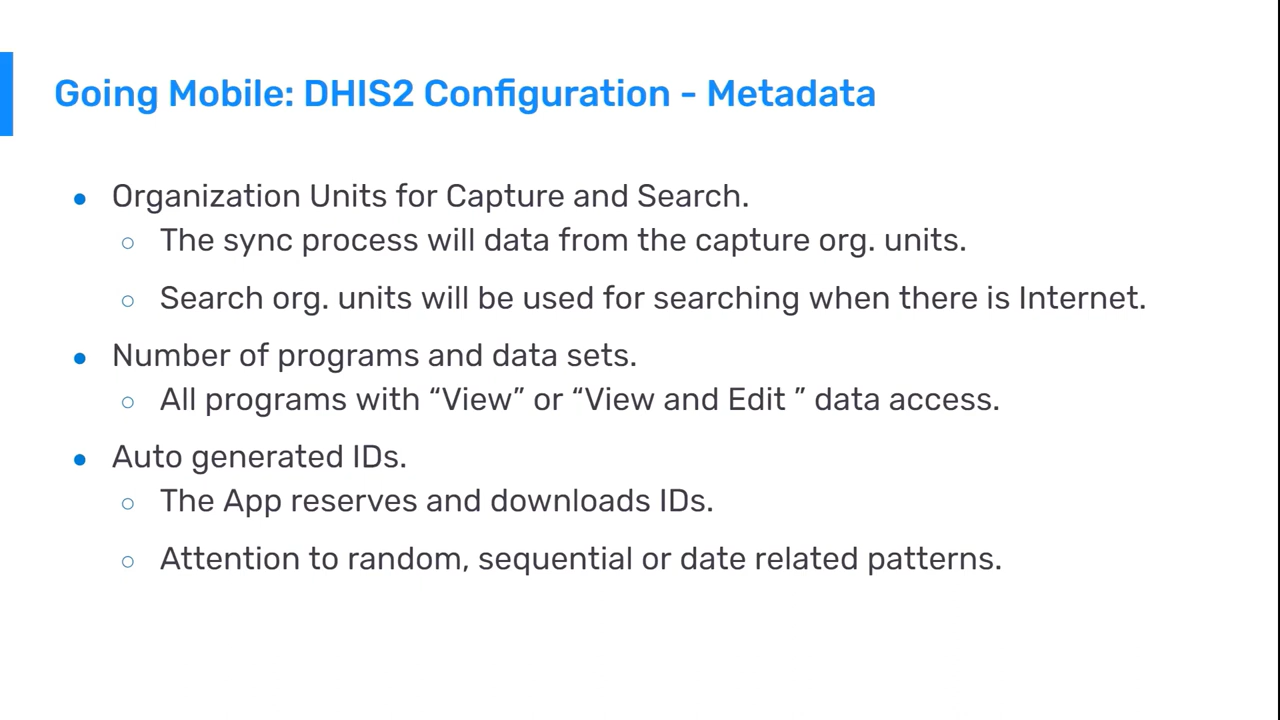 Going Mobile: DHIS2 Configuration - Metadata
● Organization Units for Capture and Search.
○ The sync process will data from the capture org. units.
○ Search org. units will be used for searching when there is Internet.
● Number of programs and data sets.
○ All programs with “View” or “View and Edit ” data access.
● Auto generated IDs.
○ The App reserves and downloads IDs.
○ Attention to random, sequential or date related patterns.